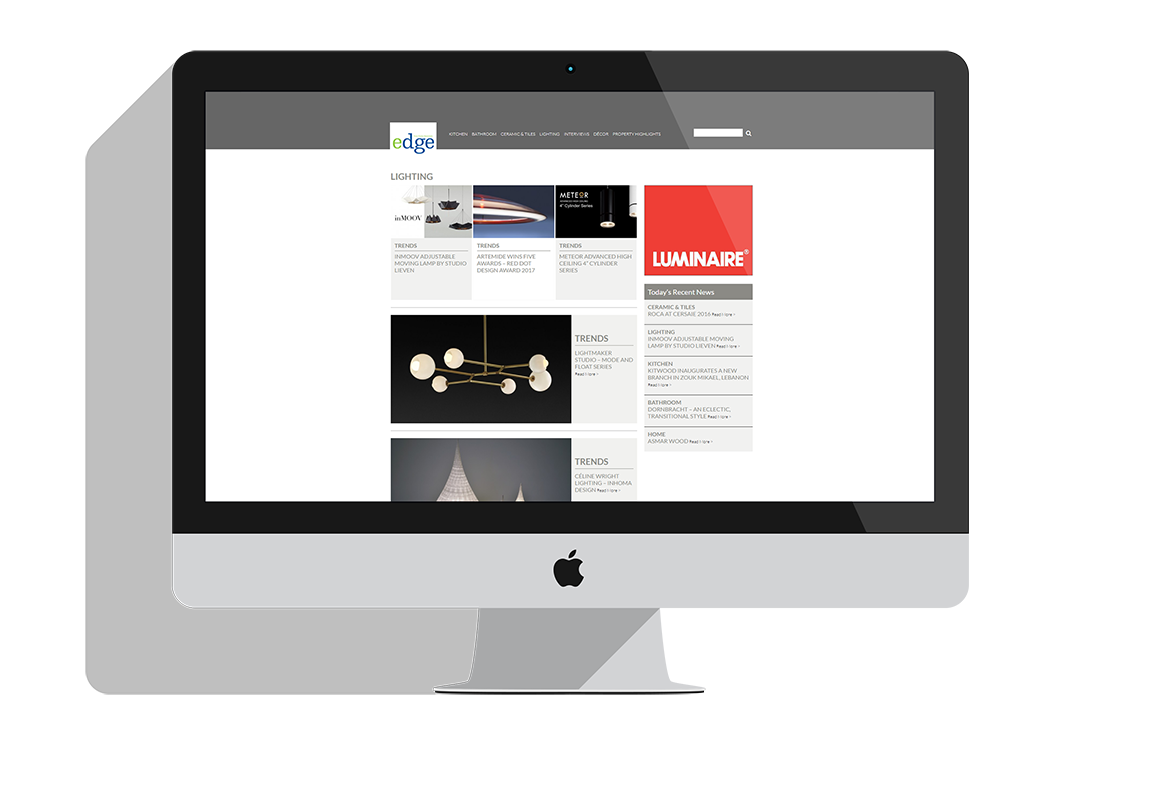 edge
KITCHEN BATHROOM CERAMIC & TILES LIGHTING INTERVIEWS DÉCOR PROPERTY HIGHLIGHTS
LIGHTING
inMOOV
TRENDS
INMOOV ADJUSTABLE
MOVING LAMP BY STUDIO
LIEVEN
TRENDS
ARTEMIDE WINS FIVE
AWARDS – RED DOT
DESIGN AWARD 2017
METEOR
4" Cylinder Series
TRENDS
METEOR ADVANCED HIGH
CEILING 4" CYLINDER
SERIES
TRENDS
LIGHTMAKER
STUDIO – MODE AND
FLOAT SERIES
Read More >
TRENDS
CÉLINE WRIGHT
LIGHTING – INHOMA
DESIGN Read More >
LUMINAIRE®
Today's Recent News
CERAMIC & TILES
ROCA AT CERSAIE 2016 Read More >
LIGHTING
INMOOV ADJUSTABLE MOVING
LAMP BY STUDIO LIEVEN Read More >
KITCHEN
KITWOOD INAUGURATES A NEW
BRANCH IN ZOUK MIKAEL, LEBANON
Read More >
BATHROOM
DORNBRACHT – AN ECLECTIC,
TRANSITIONAL STYLE Read More >
HOME
ASMAR WOOD Read More >